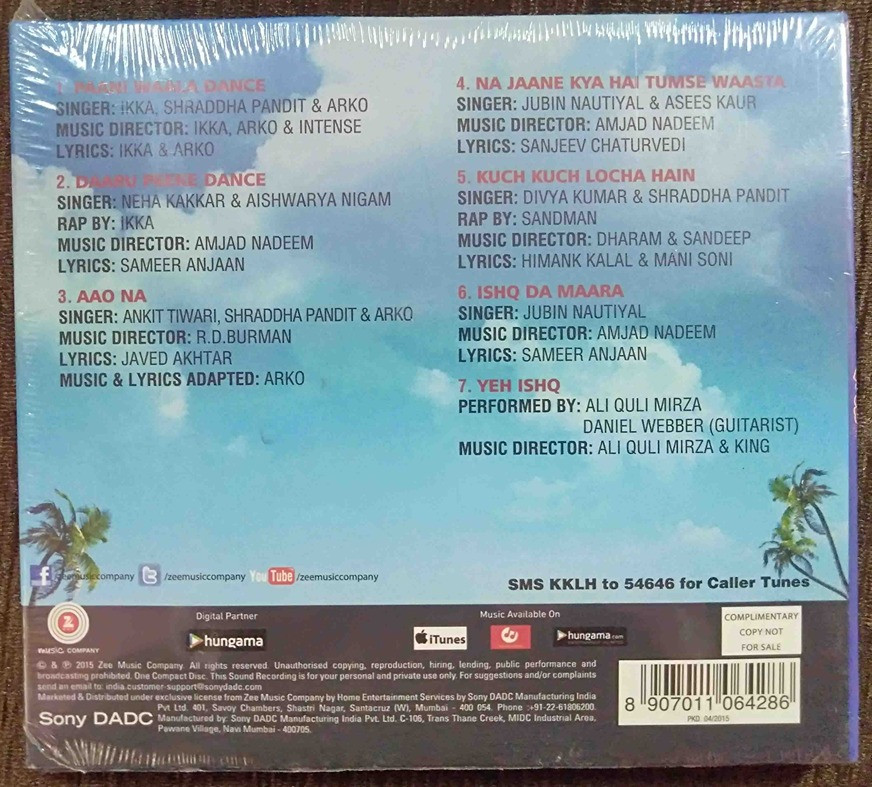 1. PAANI WAALA DANCE
SINGER: IKKA, SHRADDHA PANDIT & ARKO
MUSIC DIRECTOR: IKKA, ARKO & INTENSE
LYRICS: IKKA & ARKO
2. DAARU PEENE DANCE
SINGER: NEHA KAKKAR & AISHWARYA NIGAM
RAP BY: IKKA
MUSIC DIRECTOR: AMJAD NADEEM
LYRICS: SAMEER ANJAAN
3. AAO NA
SINGER: ANKIT TIWARI, SHRADDHA PANDIT & ARKO
MUSIC DIRECTOR: R.D.BURMAN
LYRICS: JAVED AKHTAR
MUSIC & LYRICS ADAPTED: ARKO
4. NA JAANE KYA HAI TUMSE WAASTA
SINGER: JUBIN NAUTIYAL & ASEES KAUR
MUSIC DIRECTOR: AMJAD NADEEM
LYRICS: SANJEEV CHATURVEDI
5. KUCH KUCH LOCHA HAIN
SINGER: DIVYA KUMAR & SHRADDHA PANDIT
RAP BY: SANDMAN
MUSIC DIRECTOR: DHARAM & SANDEEP
LYRICS: HIMANK KALAL & MANI SONI
6. ISHQ DA MAARA
SINGER: JUBIN NAUTIYAL
MUSIC DIRECTOR: AMJAD NADEEM
LYRICS: SAMEER ANJAAN
7. YEH ISHQ
PERFORMED BY: ALI QULI MIRZA
DANIEL WEBBER (GUITARIST)
MUSIC DIRECTOR: ALI QULI MIRZA & KING
f /zeemusiccompany t /zeemusiccompany YouTube /zeemusiccompany
SMS KKLH to 54646 for Caller Tunes
Z
MUSIC COMPANY
Digital Partner
hungama
Music Available On
iTunes
hungama.com
COMPLIMENTARY
COPY NOT
FOR SALE
© & ℗ 2015 Zee Music Company. All rights reserved. Unauthorised copying, reproduction, hiring, lending, public performance and
broadcasting prohibited. One Compact Disc. This Sound Recording is for your personal and private use only. For suggestions and/or complaints
send an email to: india.customer-support@sonydadc.com
Marketed & Distributed under exclusive license from Zee Music Company by Home Entertainment Services by Sony DADC Manufacturing India
Pvt Ltd. 401, Savoy Chambers, Shastri Nagar, Santacruz (W), Mumbai - 400 054. Phone :+91-22-61806200.
Manufactured by: Sony DADC Manufacturing India Pvt. Ltd. C-106, Trans Thane Creek, MIDC Industrial Area,
Pawane Village, Navi Mumbai - 400705.
Sony DADC
8 907011 064286
PKD. 04/2015